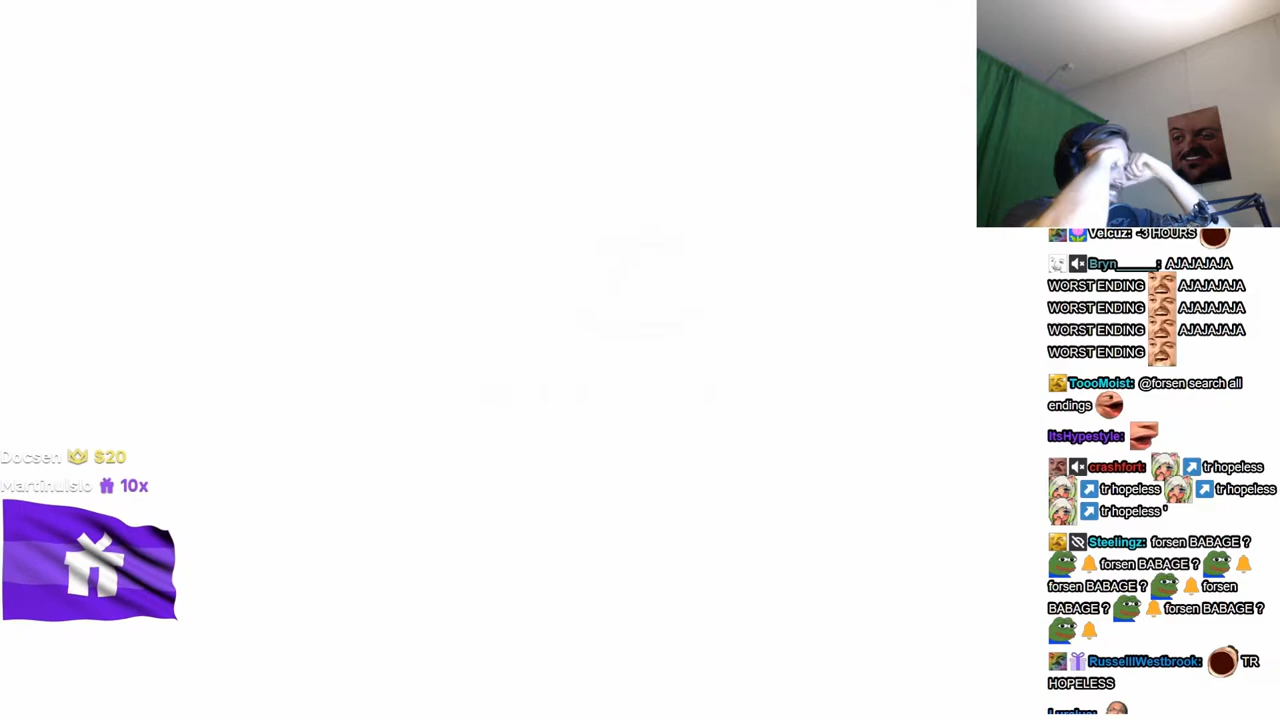 Velcuz: -3 HOURS
Bryn_____: AJAJAJAJA
WORST ENDING AJAJAJAJA
WORST ENDING AJAJAJAJA
WORST ENDING AJAJAJAJA
WORST ENDING
ToooMoist: @forsen search all
endings
ItsHypestyle:
crashfort: tr hopeless
tr hopeless tr hopeless
tr hopeless '
Steelingz: forsen BABAGE ?
forsen BABAGE ?
forsen BABAGE ? forsen
BABAGE ? forsen BABAGE ?
RusselllWestbrook: TR
HOPELESS
Docsen $20
Martinulslo 10x